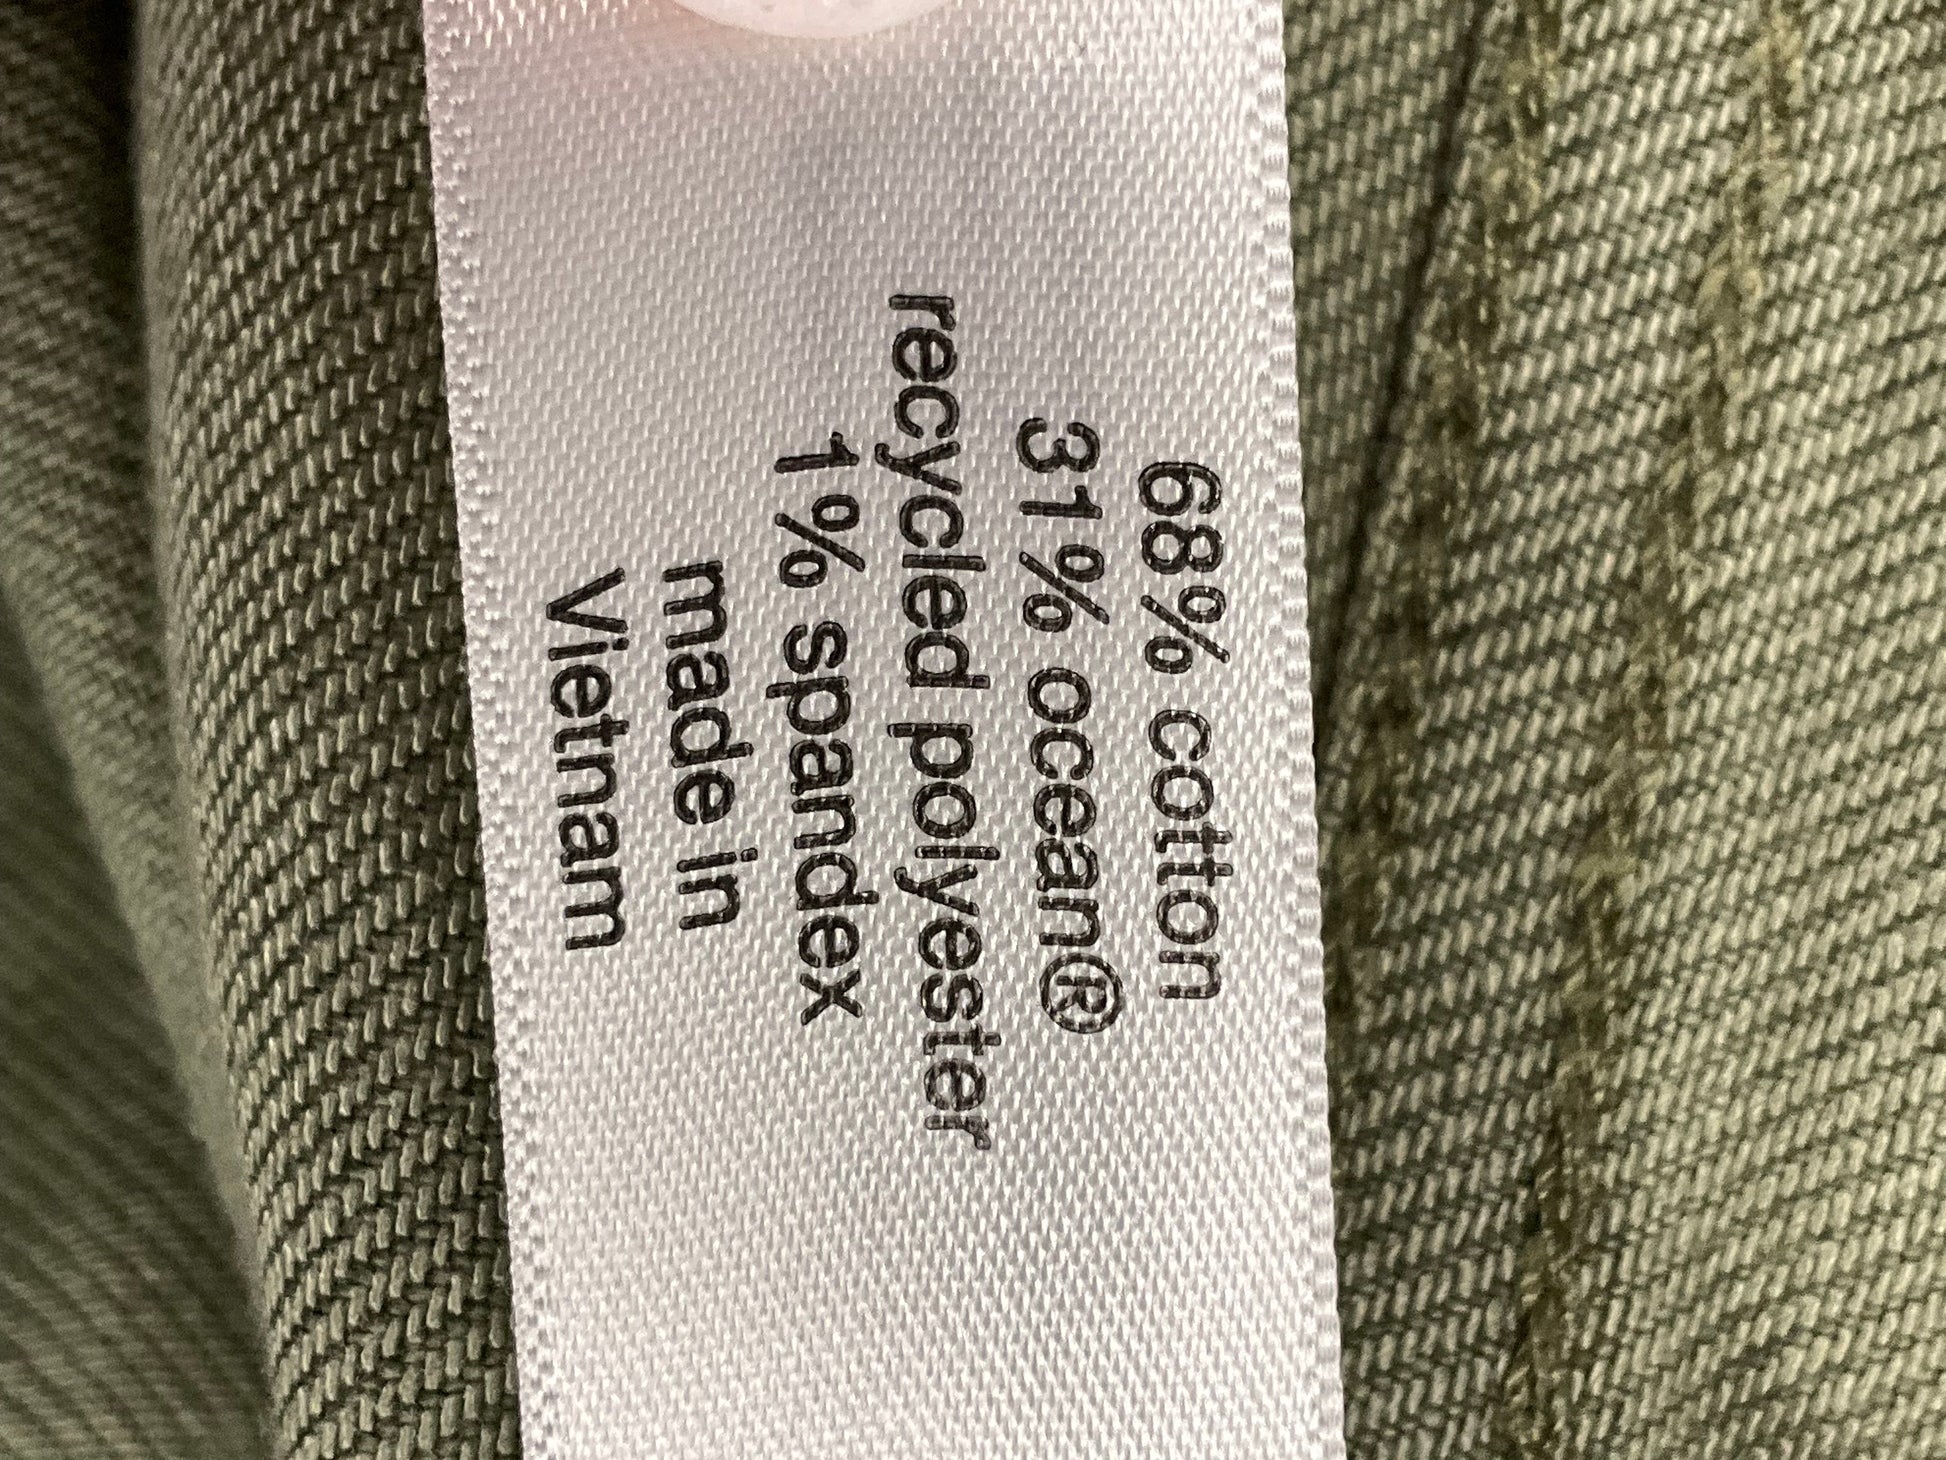 68% cotton
31% ocean®
recycled polyester
1% spandex
made in
Vietnam